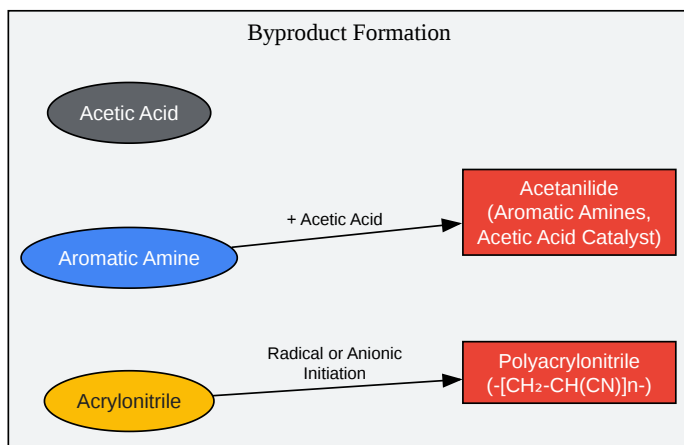 Byproduct Formation
Acetic Acid
Acetanilide
(Aromatic Amines,
Acetic Acid Catalyst)
+ Acetic Acid
Aromatic Amine
Radical or Anionic
Initiation
Polyacrylonitrile
(-[CH₂-CH(CN)]n-)
Acrylonitrile